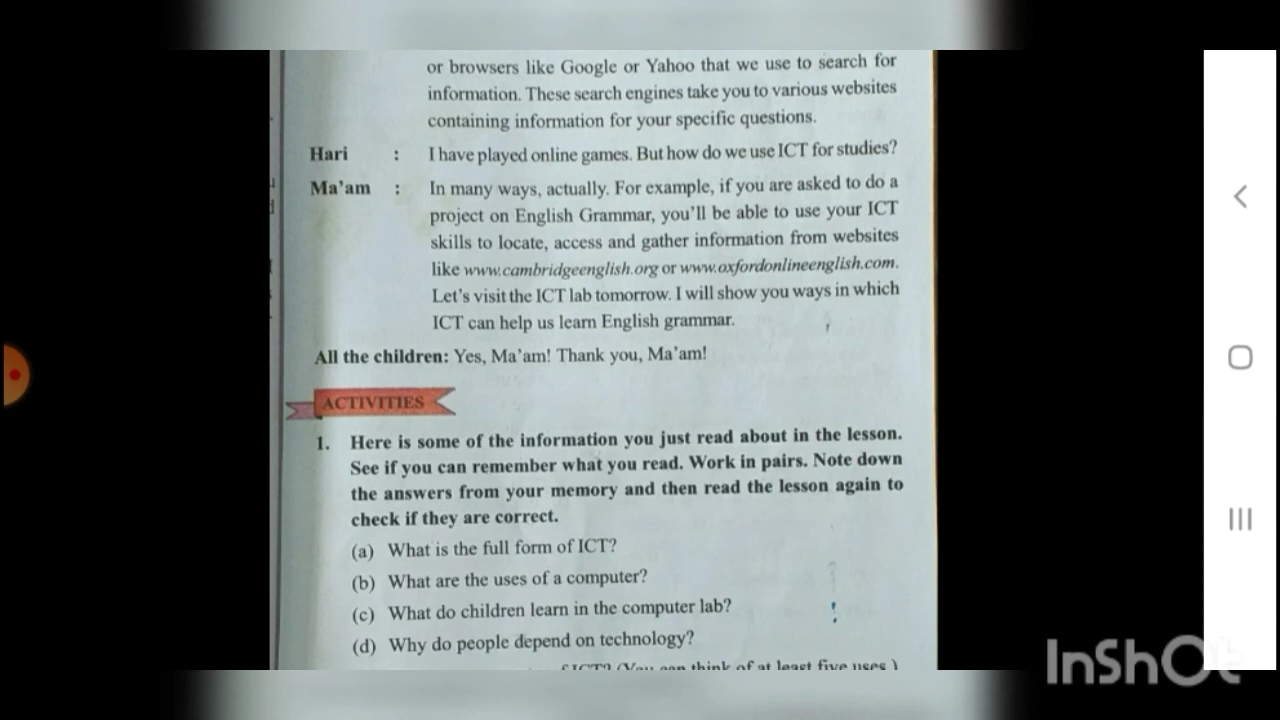 or browsers like Google or Yahoo that we use to search for
information. These search engines take you to various websites
containing information for your specific questions.
Hari : I have played online games. But how do we use ICT for studies?
Ma'am : In many ways, actually. For example, if you are asked to do a
project on English Grammar, you'll be able to use your ICT
skills to locate, access and gather information from websites
like www.cambridgeenglish.org or www.oxfordonlineenglish.com.
Let's visit the ICT lab tomorrow. I will show you ways in which
ICT can help us learn English grammar.
All the children: Yes, Ma'am! Thank you, Ma'am!
ACTIVITIES
1. Here is some of the information you just read about in the lesson.
See if you can remember what you read. Work in pairs. Note down
the answers from your memory and then read the lesson again to
check if they are correct.
(a) What is the full form of ICT?
(b) What are the uses of a computer?
(c) What do children learn in the computer lab?
(d) Why do people depend on technology?
ICT? (You can think of at least five uses.)
InShOt